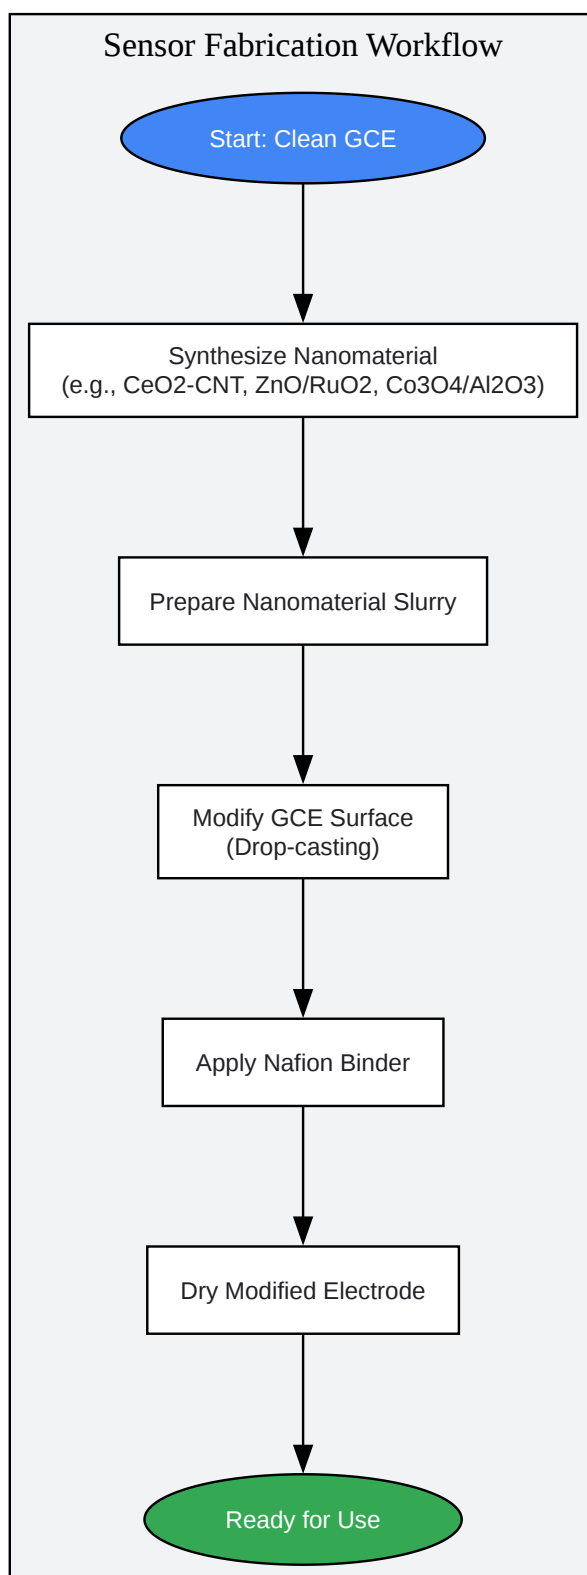 Sensor Fabrication Workflow
Start: Clean GCE
Synthesize Nanomaterial
(e.g., CeO2-CNT, ZnO/RuO2, Co3O4/Al2O3)
Prepare Nanomaterial Slurry
Modify GCE Surface
(Drop-casting)
Apply Nafion Binder
Dry Modified Electrode
Ready for Use